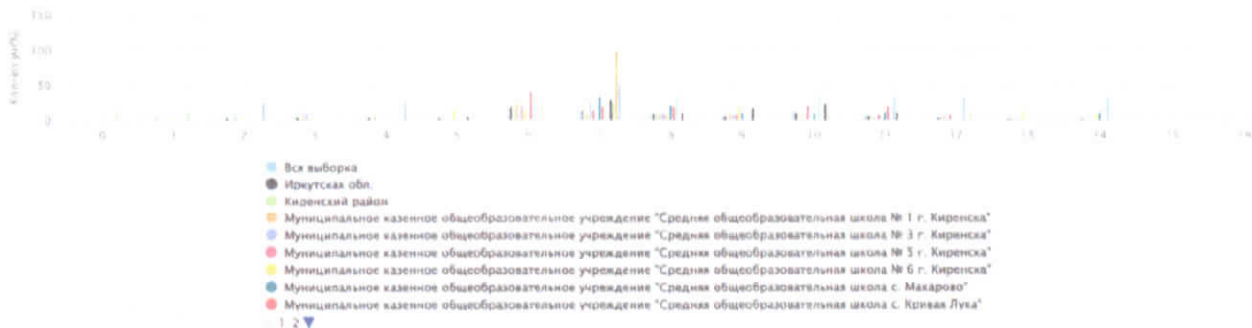 150
100
50
0
Кол-во уч(%)
0 1 2 3 4 5 6 7 8 9 10 11 12 13 14 15 16
Вся выборка
Иркутская обл.
Киренский район
Муниципальное казенное общеобразовательное учреждение "Средняя общеобразовательная школа № 1 г. Киренска"
Муниципальное казенное общеобразовательное учреждение "Средняя общеобразовательная школа № 3 г. Киренска"
Муниципальное казенное общеобразовательное учреждение "Средняя общеобразовательная школа № 5 г. Киренска"
Муниципальное казенное общеобразовательное учреждение "Средняя общеобразовательная школа № 6 г. Киренска"
Муниципальное казенное общеобразовательное учреждение "Средняя общеобразовательная школа с. Макарово"
Муниципальное казенное общеобразовательное учреждение "Средняя общеобразовательная школа с. Кривая Лука"
1 2